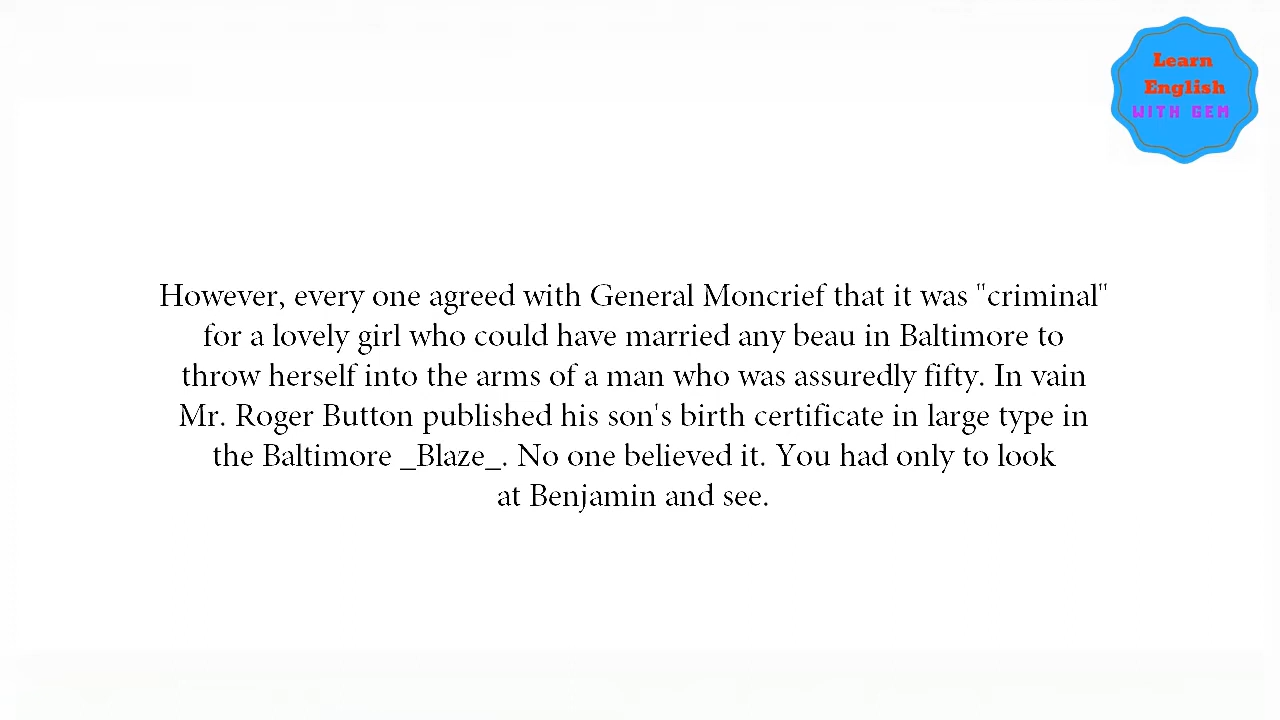 Learn
English
WITH GEM
However, every one agreed with General Moncrief that it was "criminal"
for a lovely girl who could have married any beau in Baltimore to
throw herself into the arms of a man who was assuredly fifty. In vain
Mr. Roger Button published his son's birth certificate in large type in
the Baltimore _Blaze_. No one believed it. You had only to look
at Benjamin and see.